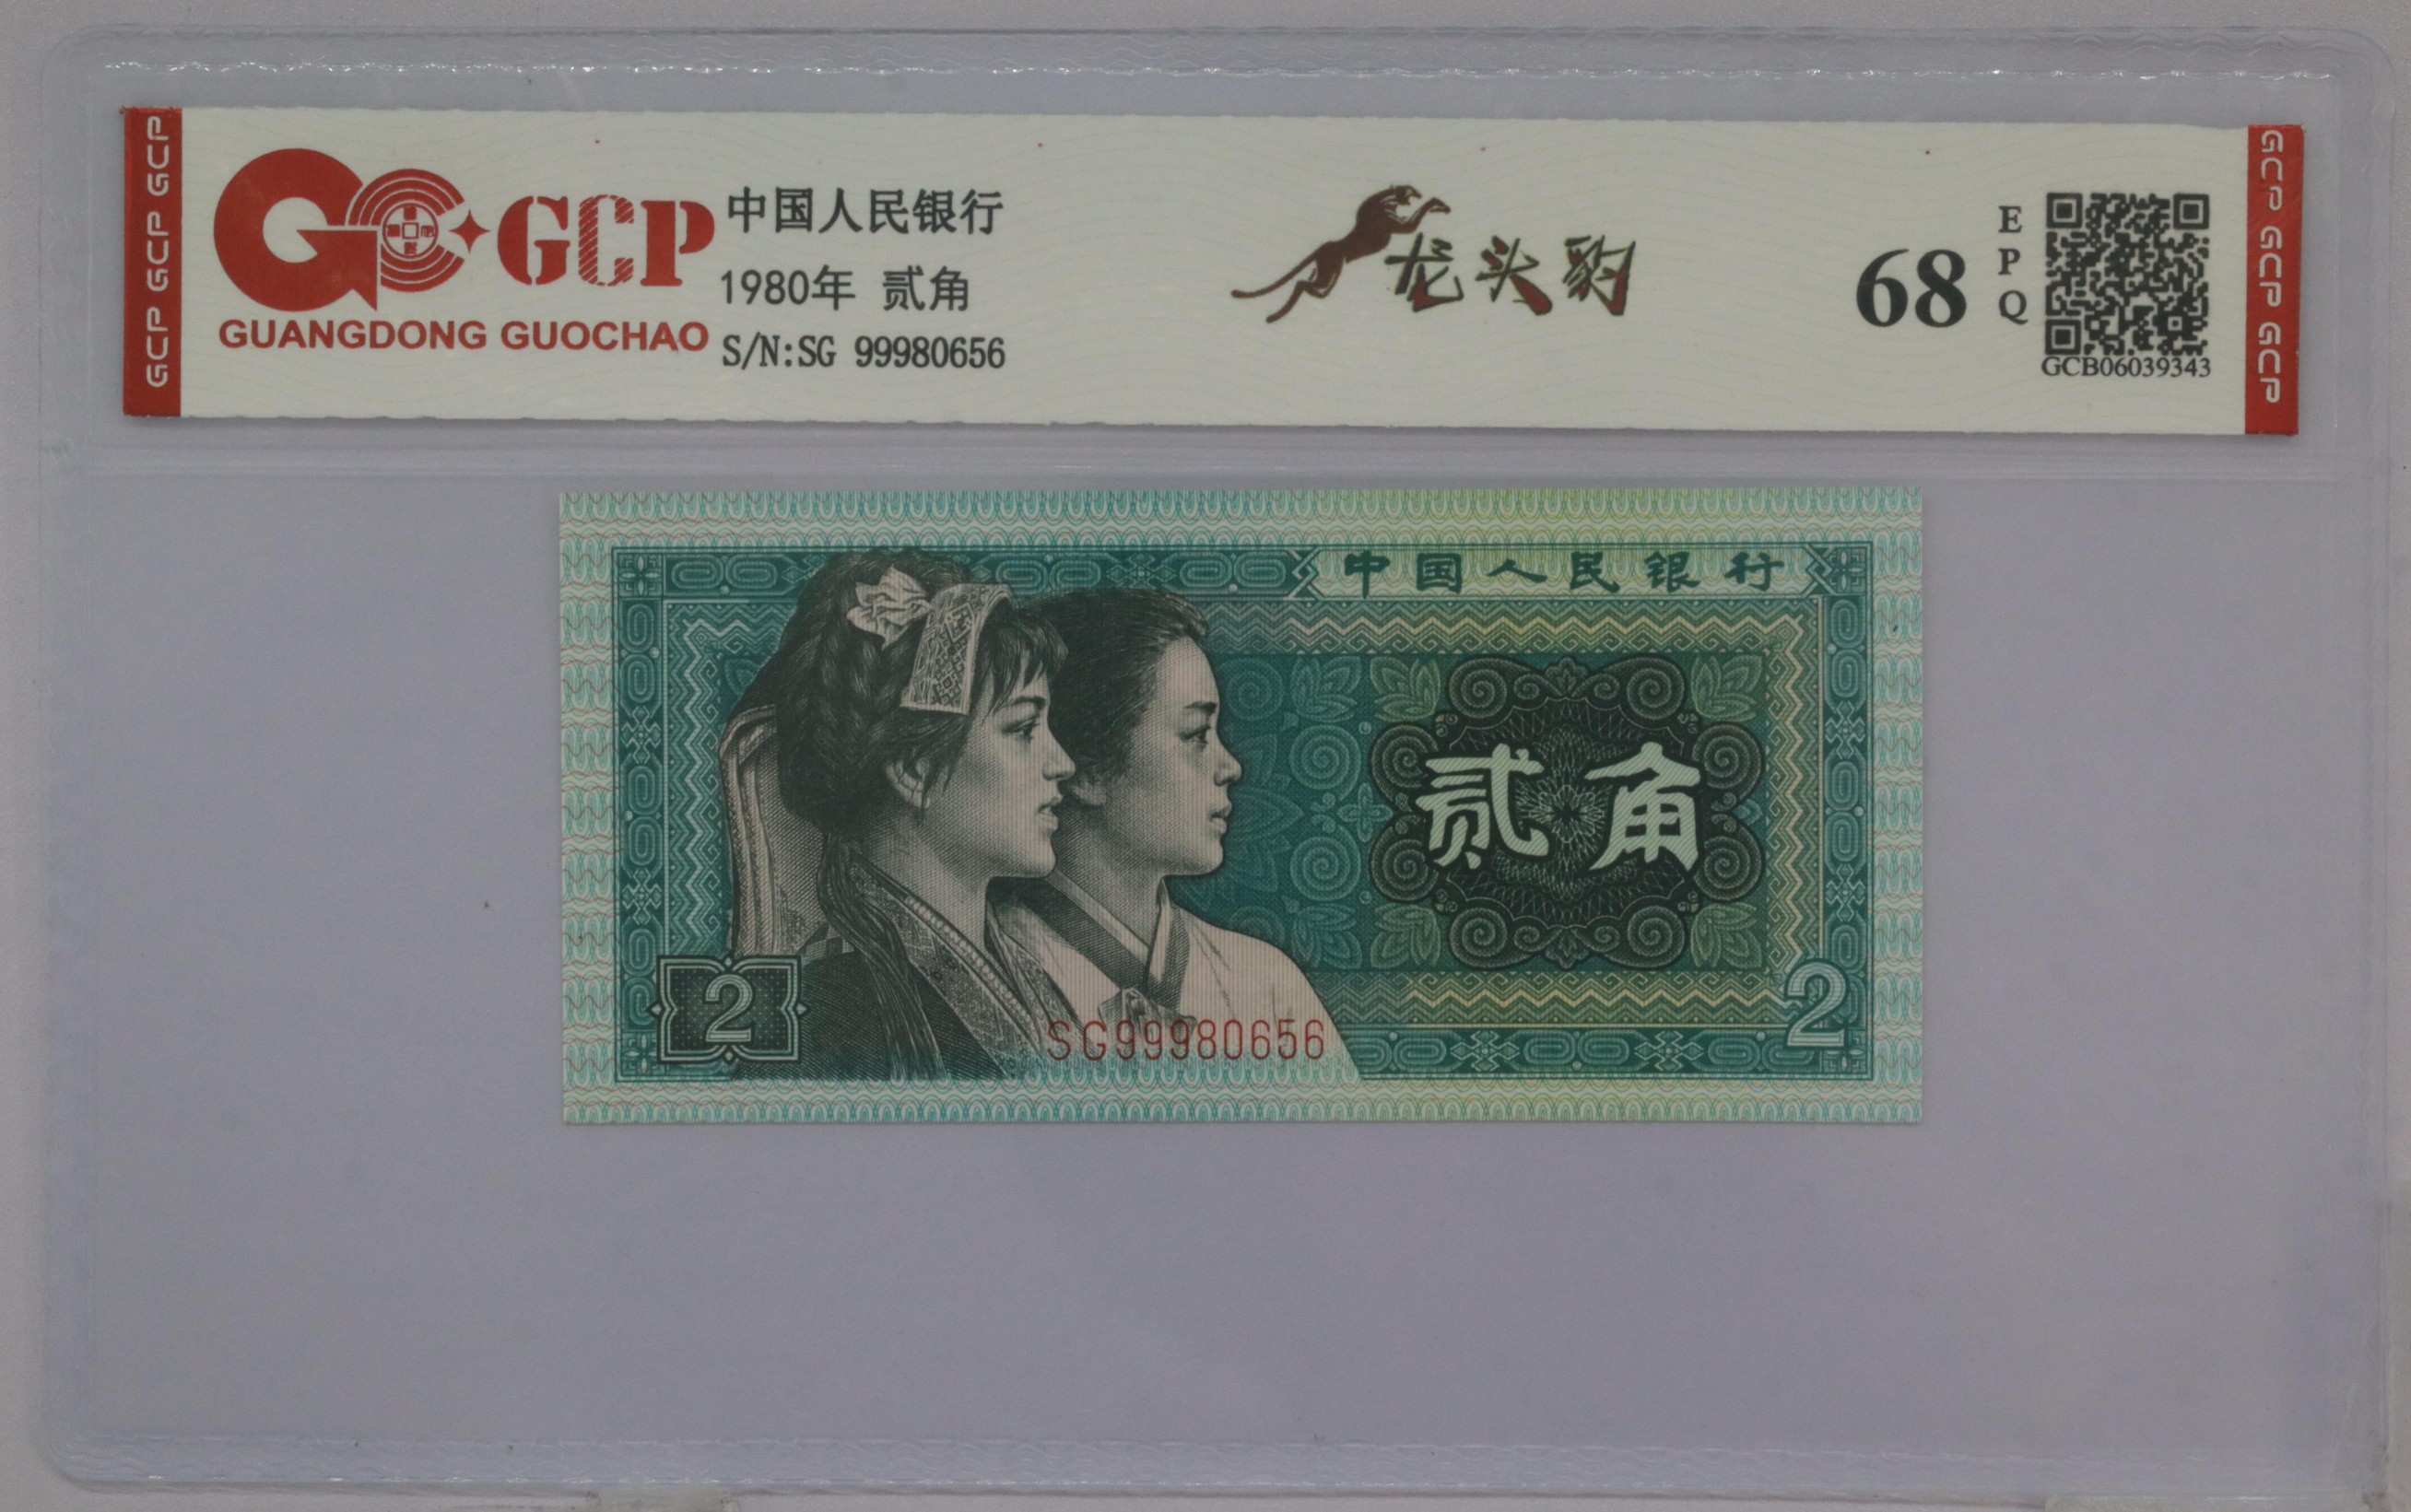 GCP GCP GCP
GCP
GUANGDONG GUOCHAO
中国人民银行
1980年 贰角
S/N:SG 99980656
龙头豹
68
EPQ
GCB06039343
GCP GCP GCP
中国人民银行
贰角
2
SG99980656
2